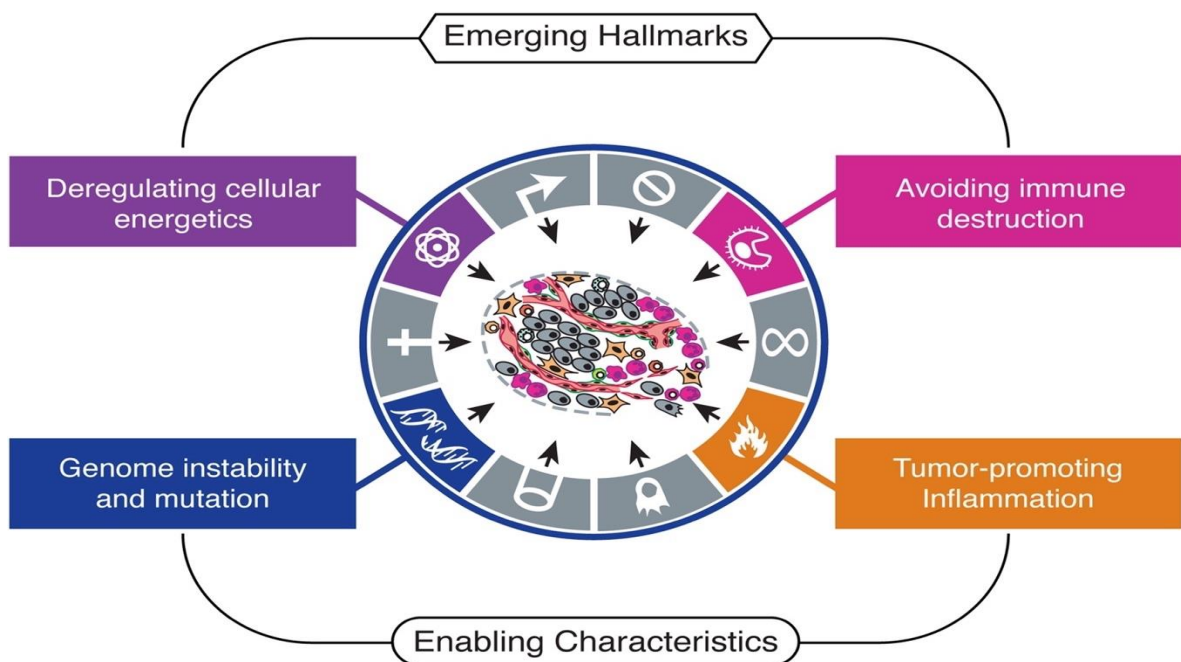 Emerging Hallmarks
Deregulating cellular
energetics
Avoiding immune
destruction
Genome instability
and mutation
Tumor-promoting
Inflammation
Enabling Characteristics